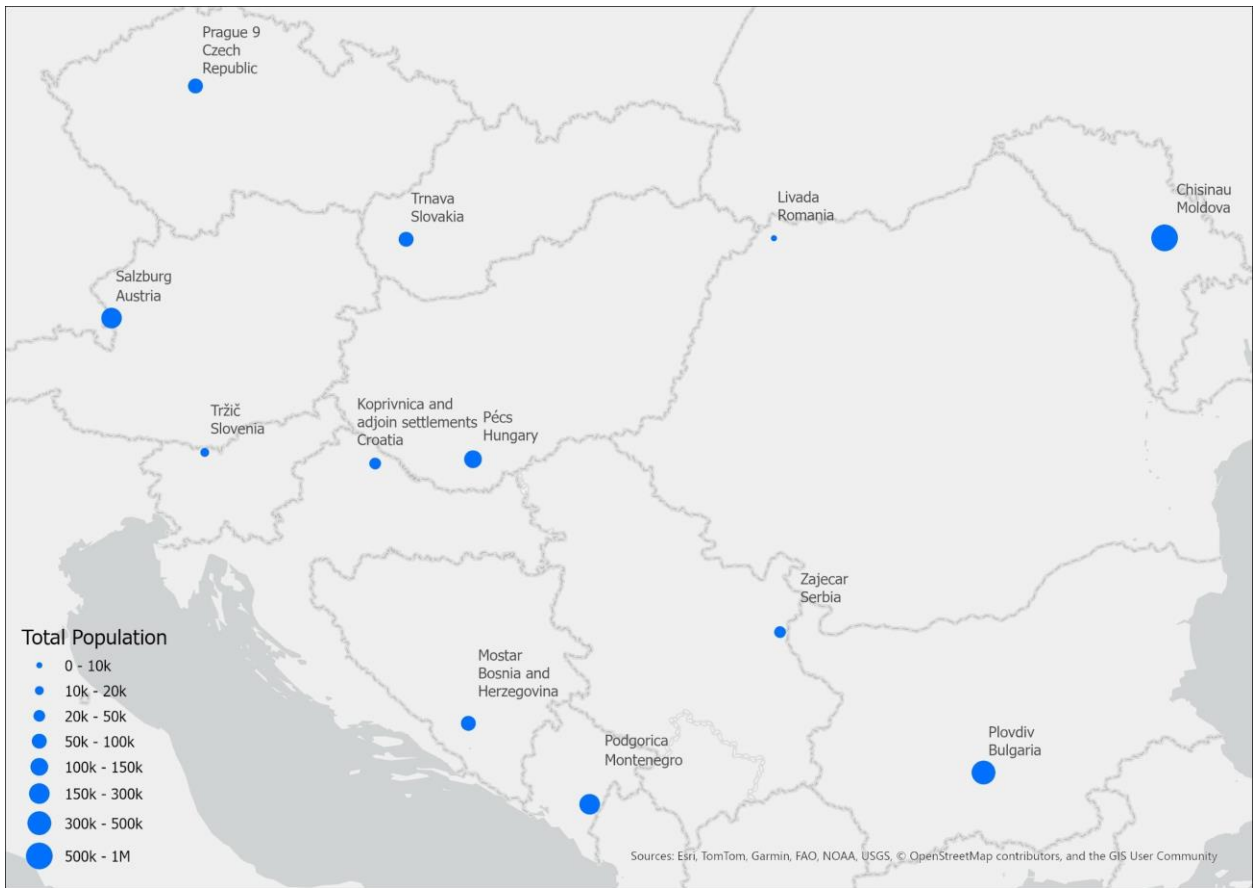 Prague 9
Czech
Republic
Trnava
Slovakia
Livada
Romania
Chisinau
Moldova
Salzburg
Austria
Tržič
Slovenia
Koprivnica and
adjoin settlements
Croatia
Pécs
Hungary
Zajecar
Serbia
Mostar
Bosnia and
Herzegovina
Podgorica
Montenegro
Plovdiv
Bulgaria
Total Population
0 - 10k
10k - 20k
20k - 50k
50k - 100k
100k - 150k
150k - 300k
300k - 500k
500k - 1M
Sources: Esri, TomTom, Garmin, FAO, NOAA, USGS, © OpenStreetMap contributors, and the GIS User Community